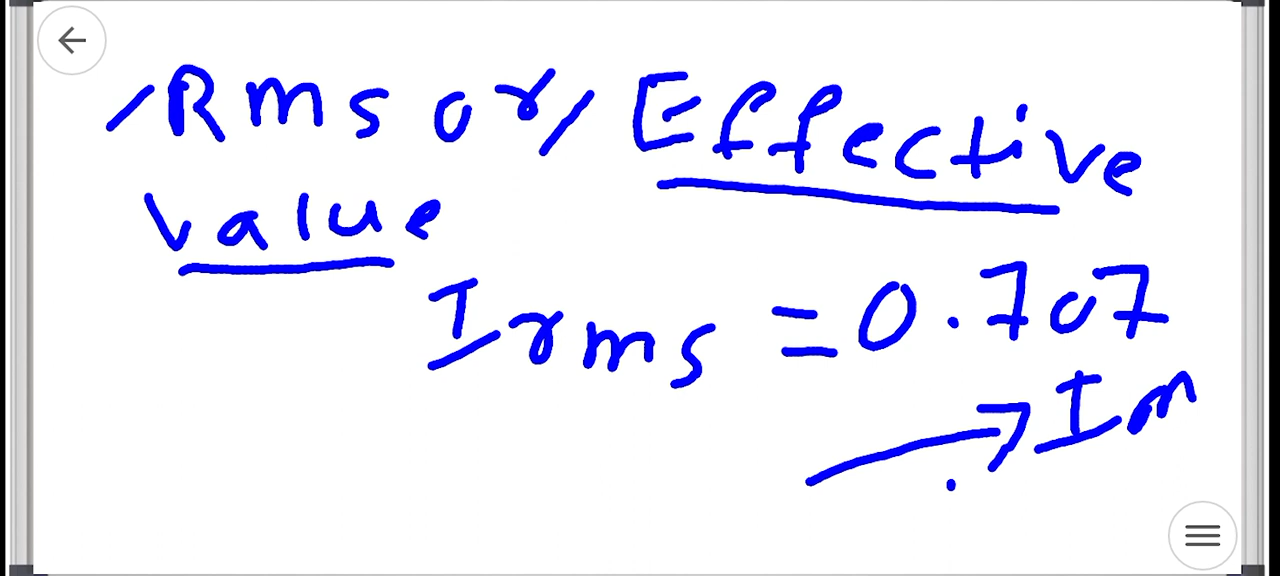 Rms or Effective
Value
Irms = 0.707
Im